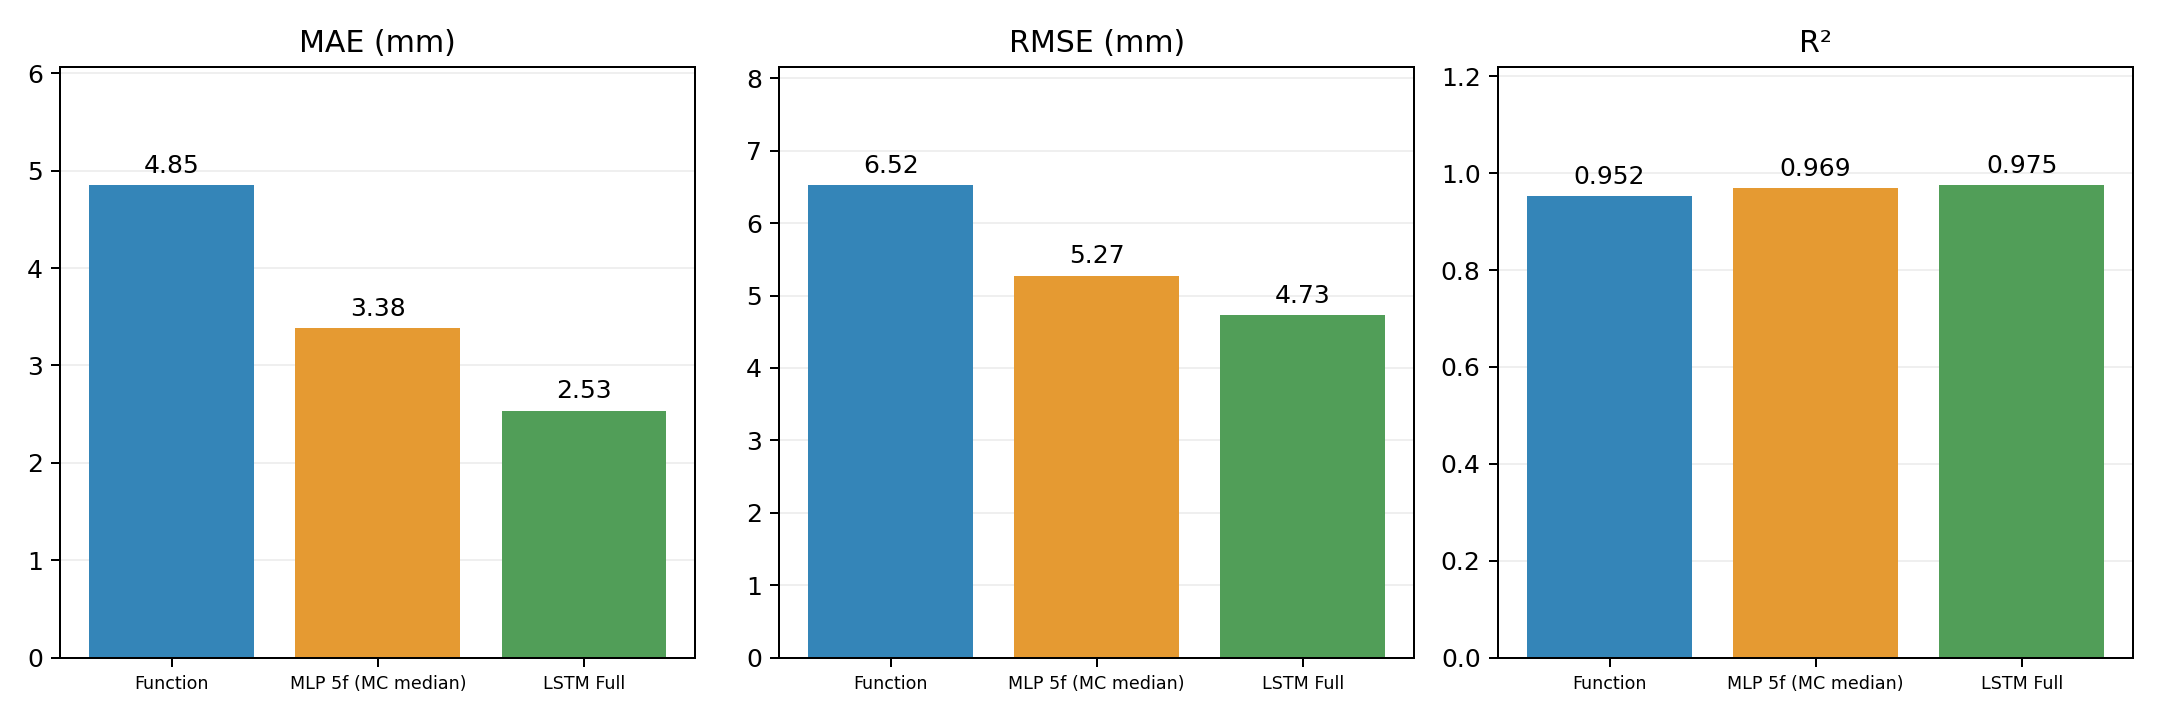 MAE (mm)
6
5
4
3
2
1
0
4.85
3.38
2.53
Function
MLP 5f (MC median)
LSTM Full
RMSE (mm)
8
7
6
5
4
3
2
1
0
6.52
5.27
4.73
Function
MLP 5f (MC median)
LSTM Full
R²
1.2
1.0
0.8
0.6
0.4
0.2
0.0
0.952
0.969
0.975
Function
MLP 5f (MC median)
LSTM Full